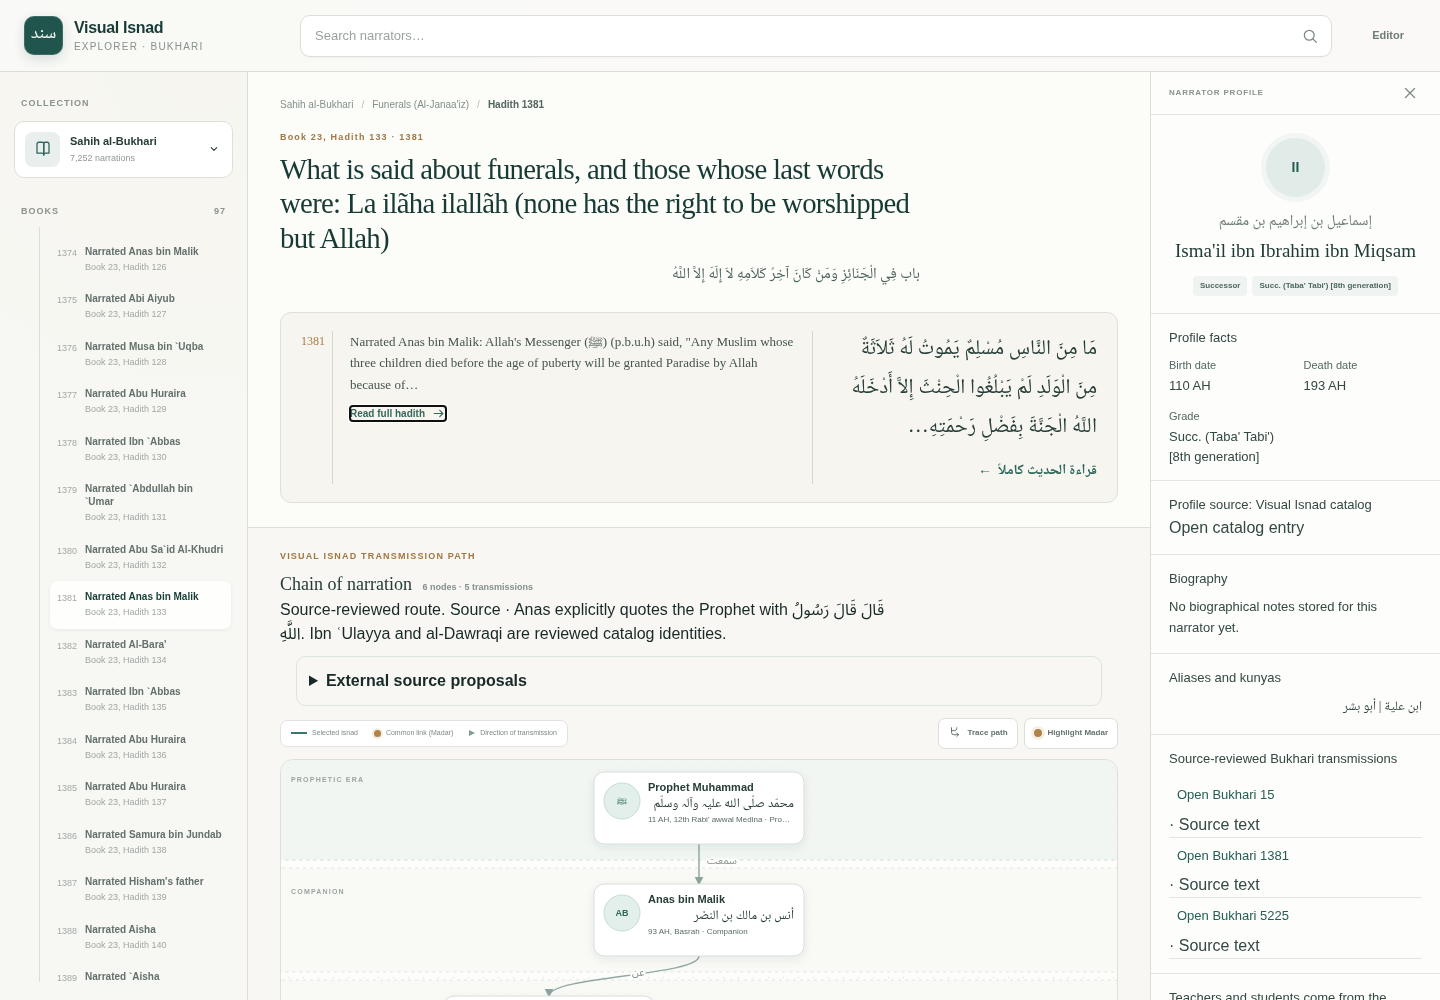 سند
Visual Isnad
EXPLORER · BUKHARI
Search narrators…
Editor
COLLECTION
Sahih al-Bukhari
7,252 narrations
BOOKS 97
1374 Narrated Anas bin Malik
Book 23, Hadith 126
1375 Narrated Abi Aiyub
Book 23, Hadith 127
1376 Narrated Musa bin `Uqba
Book 23, Hadith 128
1377 Narrated Abu Huraira
Book 23, Hadith 129
1378 Narrated Ibn `Abbas
Book 23, Hadith 130
1379 Narrated `Abdullah bin
`Umar
Book 23, Hadith 131
1380 Narrated Abu Sa`id Al-Khudri
Book 23, Hadith 132
1381 Narrated Anas bin Malik
Book 23, Hadith 133
1382 Narrated Al-Bara'
Book 23, Hadith 134
1383 Narrated Ibn `Abbas
Book 23, Hadith 135
1384 Narrated Abu Huraira
Book 23, Hadith 136
1385 Narrated Abu Huraira
Book 23, Hadith 137
1386 Narrated Samura bin Jundab
Book 23, Hadith 138
1387 Narrated Hisham's father
Book 23, Hadith 139
1388 Narrated Aisha
Book 23, Hadith 140
1389 Narrated `Aisha
Sahih al-Bukhari / Funerals (Al-Janaa'iz) / Hadith 1381
Book 23, Hadith 133 · 1381
What is said about funerals, and those whose last words
were: La ilãha ilallãh (none has the right to be worshipped
but Allah)
باب فِي الْجَنَائِزِ وَمَنْ كَانَ آخِرُ كَلاَمِهِ لاَ إِلَهَ إِلاَّ اللَّهُ
1381
Narrated Anas bin Malik: Allah's Messenger (ﷺ) (p.b.u.h) said, "Any Muslim whose
three children died before the age of puberty will be granted Paradise by Allah
because of…
Read full hadith →
مَا مِنَ النَّاسِ مُسْلِمٌ يَمُوتُ لَهُ ثَلاَثَةٌ
مِنَ الْوَلَدِ لَمْ يَبْلُغُوا الْحِنْثَ إِلاَّ أَدْخَلَهُ
اللَّهُ الْجَنَّةَ بِفَضْلِ رَحْمَتِهِ…
قراءة الحديث كاملاً ←
VISUAL ISNAD TRANSMISSION PATH
Chain of narration 6 nodes · 5 transmissions
Source-reviewed route. Source · Anas explicitly quotes the Prophet with قَالَ قَالَ رَسُولُ
اللَّهِ. Ibn ʿUlayya and al-Dawraqi are reviewed catalog identities.
▶ External source proposals
Selected isnad Common link (Madar) Direction of transmission
Trace path Highlight Madar
PROPHETIC ERA
ﷺ
Prophet Muhammad
محمّد صلّى الله عليه وآله وسلّم
11 AH, 12th Rabi' awwal Medina · Pro…
سمعت
COMPANION
AB
Anas bin Malik
أنس بن مالك بن النضر
93 AH, Basrah · Companion
عن
NARRATOR PROFILE
II
إسماعيل بن إبراهيم بن مقسم
Isma'il ibn Ibrahim ibn Miqsam
Successor Succ. (Taba' Tabi') [8th generation]
Profile facts
Birth date Death date
110 AH 193 AH
Grade
Succ. (Taba' Tabi')
[8th generation]
Profile source: Visual Isnad catalog
Open catalog entry
Biography
No biographical notes stored for this
narrator yet.
Aliases and kunyas
ابن علية | أبو بشر
Source-reviewed Bukhari transmissions
Open Bukhari 15
· Source text
Open Bukhari 1381
· Source text
Open Bukhari 5225
· Source text
Teachers and students come from the